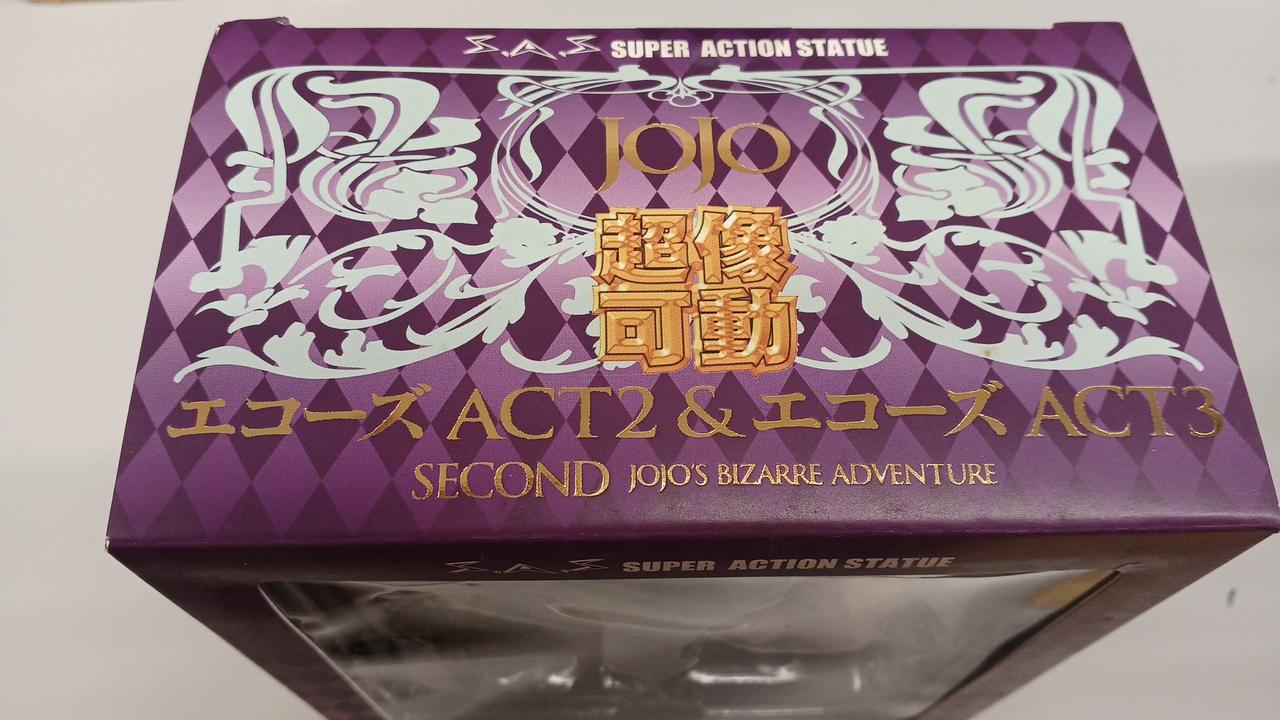 S.A.S SUPER ACTION STATUE
JOJO
超像
可動
エコーズ ACT2 & エコーズ ACT3
SECOND JOJO'S BIZARRE ADVENTURE
S.A.S SUPER ACTION STATUE